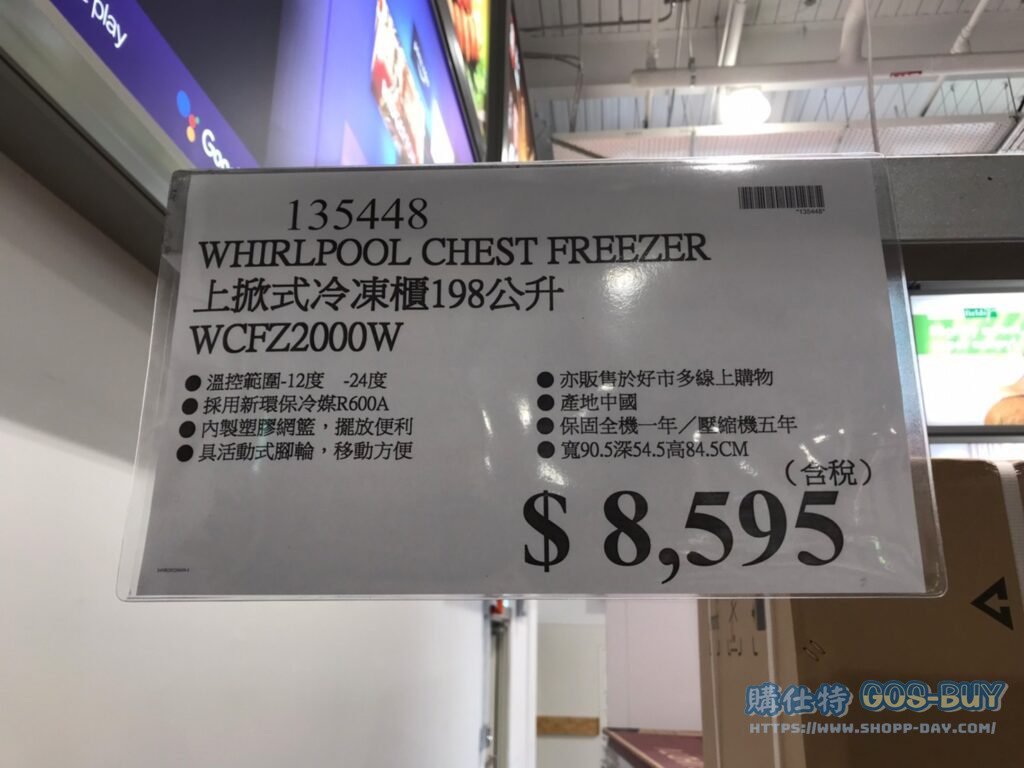 play
Goo
135448
*135448*
WHIRLPOOL CHEST FREEZER
上掀式冷凍櫃198公升
WCFZ2000W
●溫控範圍-12度 -24度
●採用新環保冷媒R600A
●內製塑膠網籃，擺放便利
●具活動式腳輪，移動方便
●亦販售於好市多線上購物
●產地中國
●保固全機一年／壓縮機五年
●寬90.5深54.5高84.5CM
（含稅）
$ 8,595
購仕特 GOS-BUY
HTTPS://WWW.SHOPP-DAY.COM/